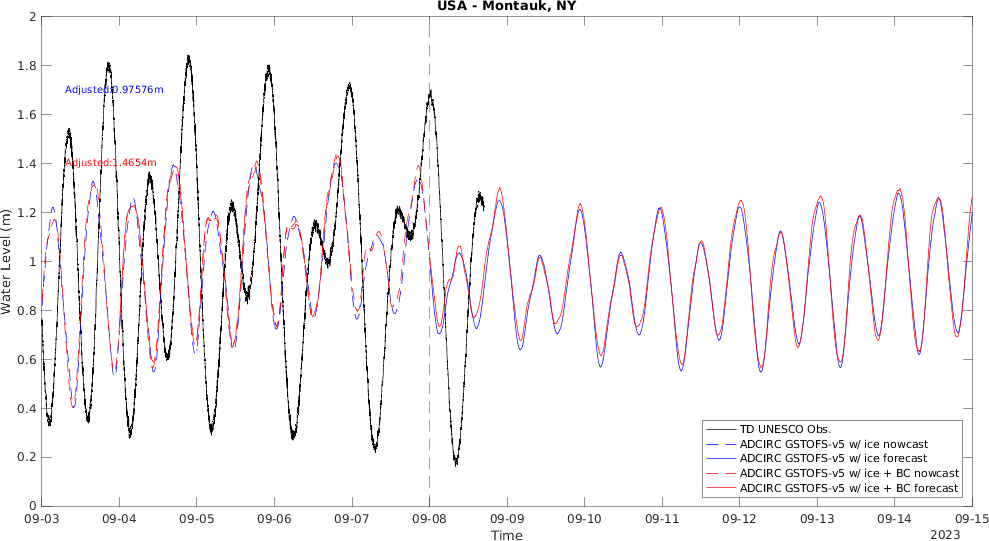 USA - Montauk, NY
2
1.8
1.6
1.4
1.2
1
0.8
0.6
0.4
0.2
0
Water Level (m)
Adjusted:0.97576m
Adjusted:1.4654m
TD UNESCO Obs.
ADCIRC GSTOFS-v5 w/ ice nowcast
ADCIRC GSTOFS-v5 w/ ice forecast
ADCIRC GSTOFS-v5 w/ ice + BC nowcast
ADCIRC GSTOFS-v5 w/ ice + BC forecast
09-03 09-04 09-05 09-06 09-07 09-08 09-09 09-10 09-11 09-12 09-13 09-14 09-15
Time
2023